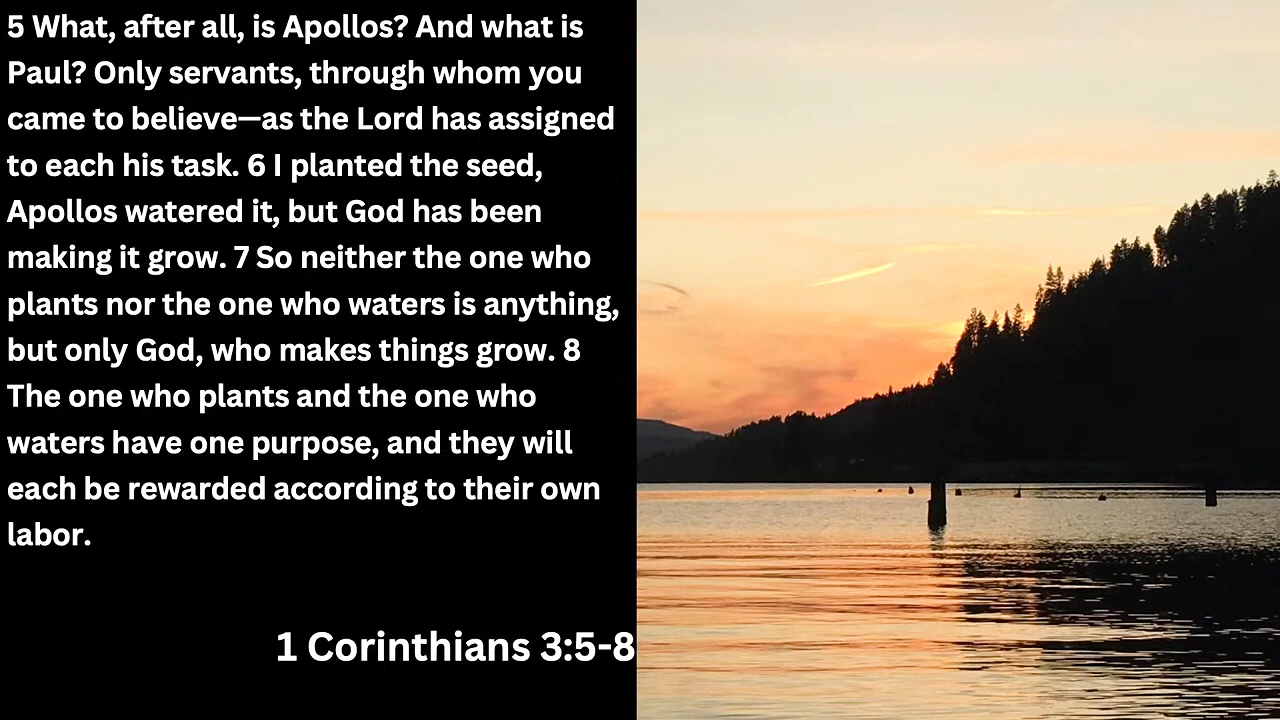 5 What, after all, is Apollos? And what is
Paul? Only servants, through whom you
came to believe—as the Lord has assigned
to each his task. 6 I planted the seed,
Apollos watered it, but God has been
making it grow. 7 So neither the one who
plants nor the one who waters is anything,
but only God, who makes things grow. 8
The one who plants and the one who
waters have one purpose, and they will
each be rewarded according to their own
labor.
1 Corinthians 3:5-8